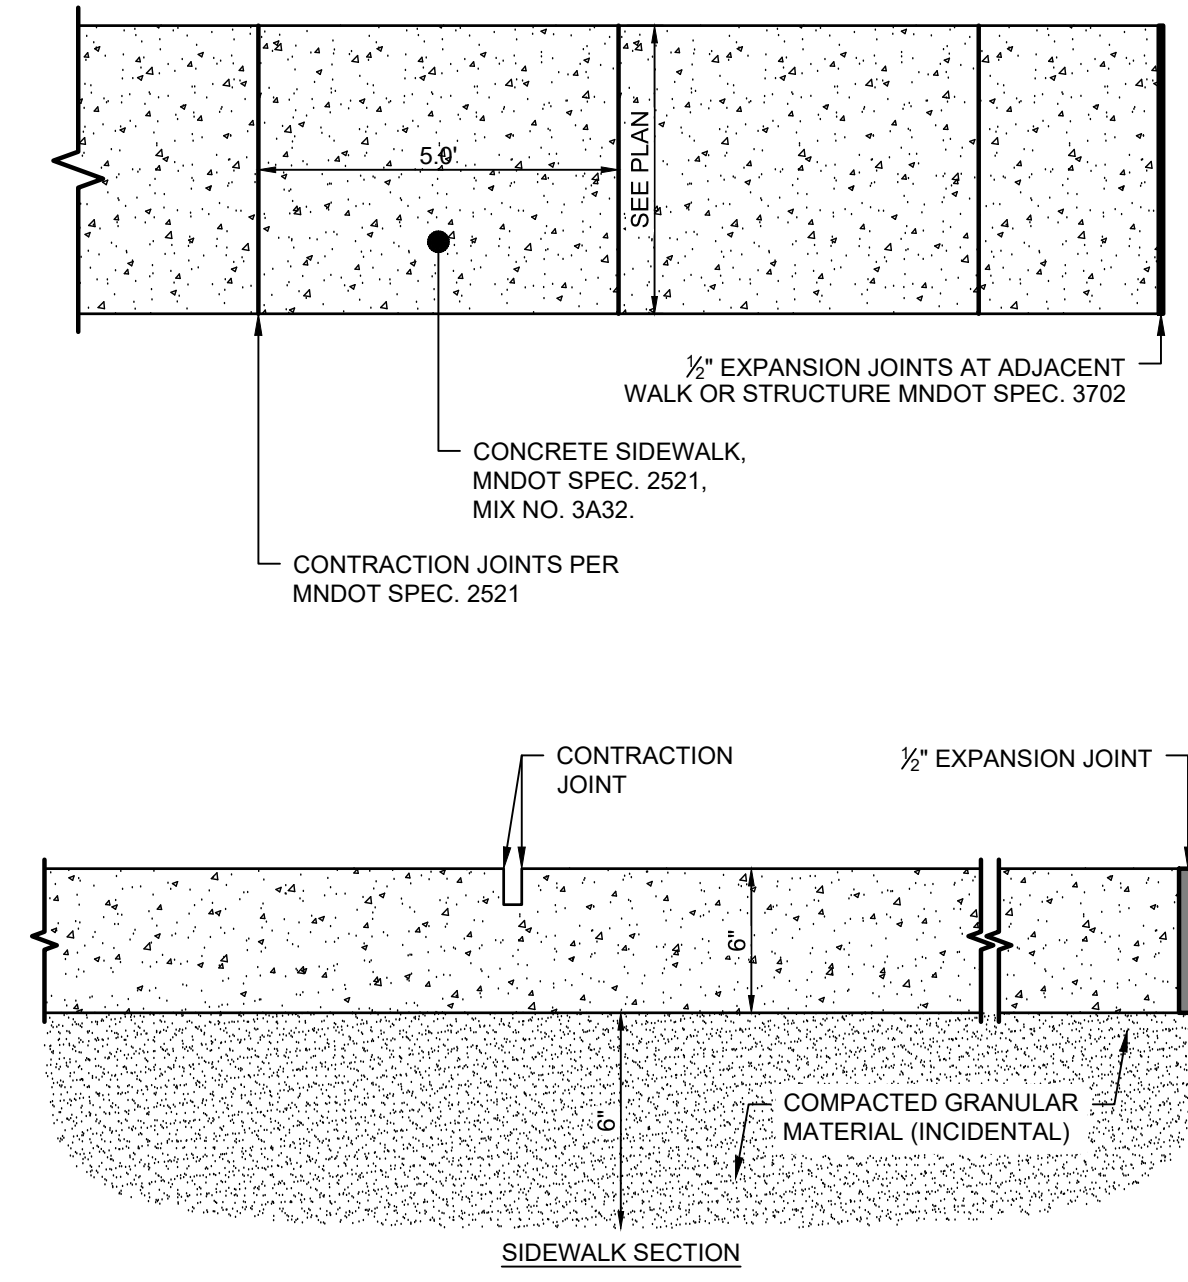 5.0'
SEE PLAN
½" EXPANSION JOINTS AT ADJACENT
WALK OR STRUCTURE MNDOT SPEC. 3702
CONCRETE SIDEWALK,
MNDOT SPEC. 2521,
MIX NO. 3A32.
CONTRACTION JOINTS PER
MNDOT SPEC. 2521
CONTRACTION
JOINT
½" EXPANSION JOINT
6"
6"
COMPACTED GRANULAR
MATERIAL (INCIDENTAL)
SIDEWALK SECTION